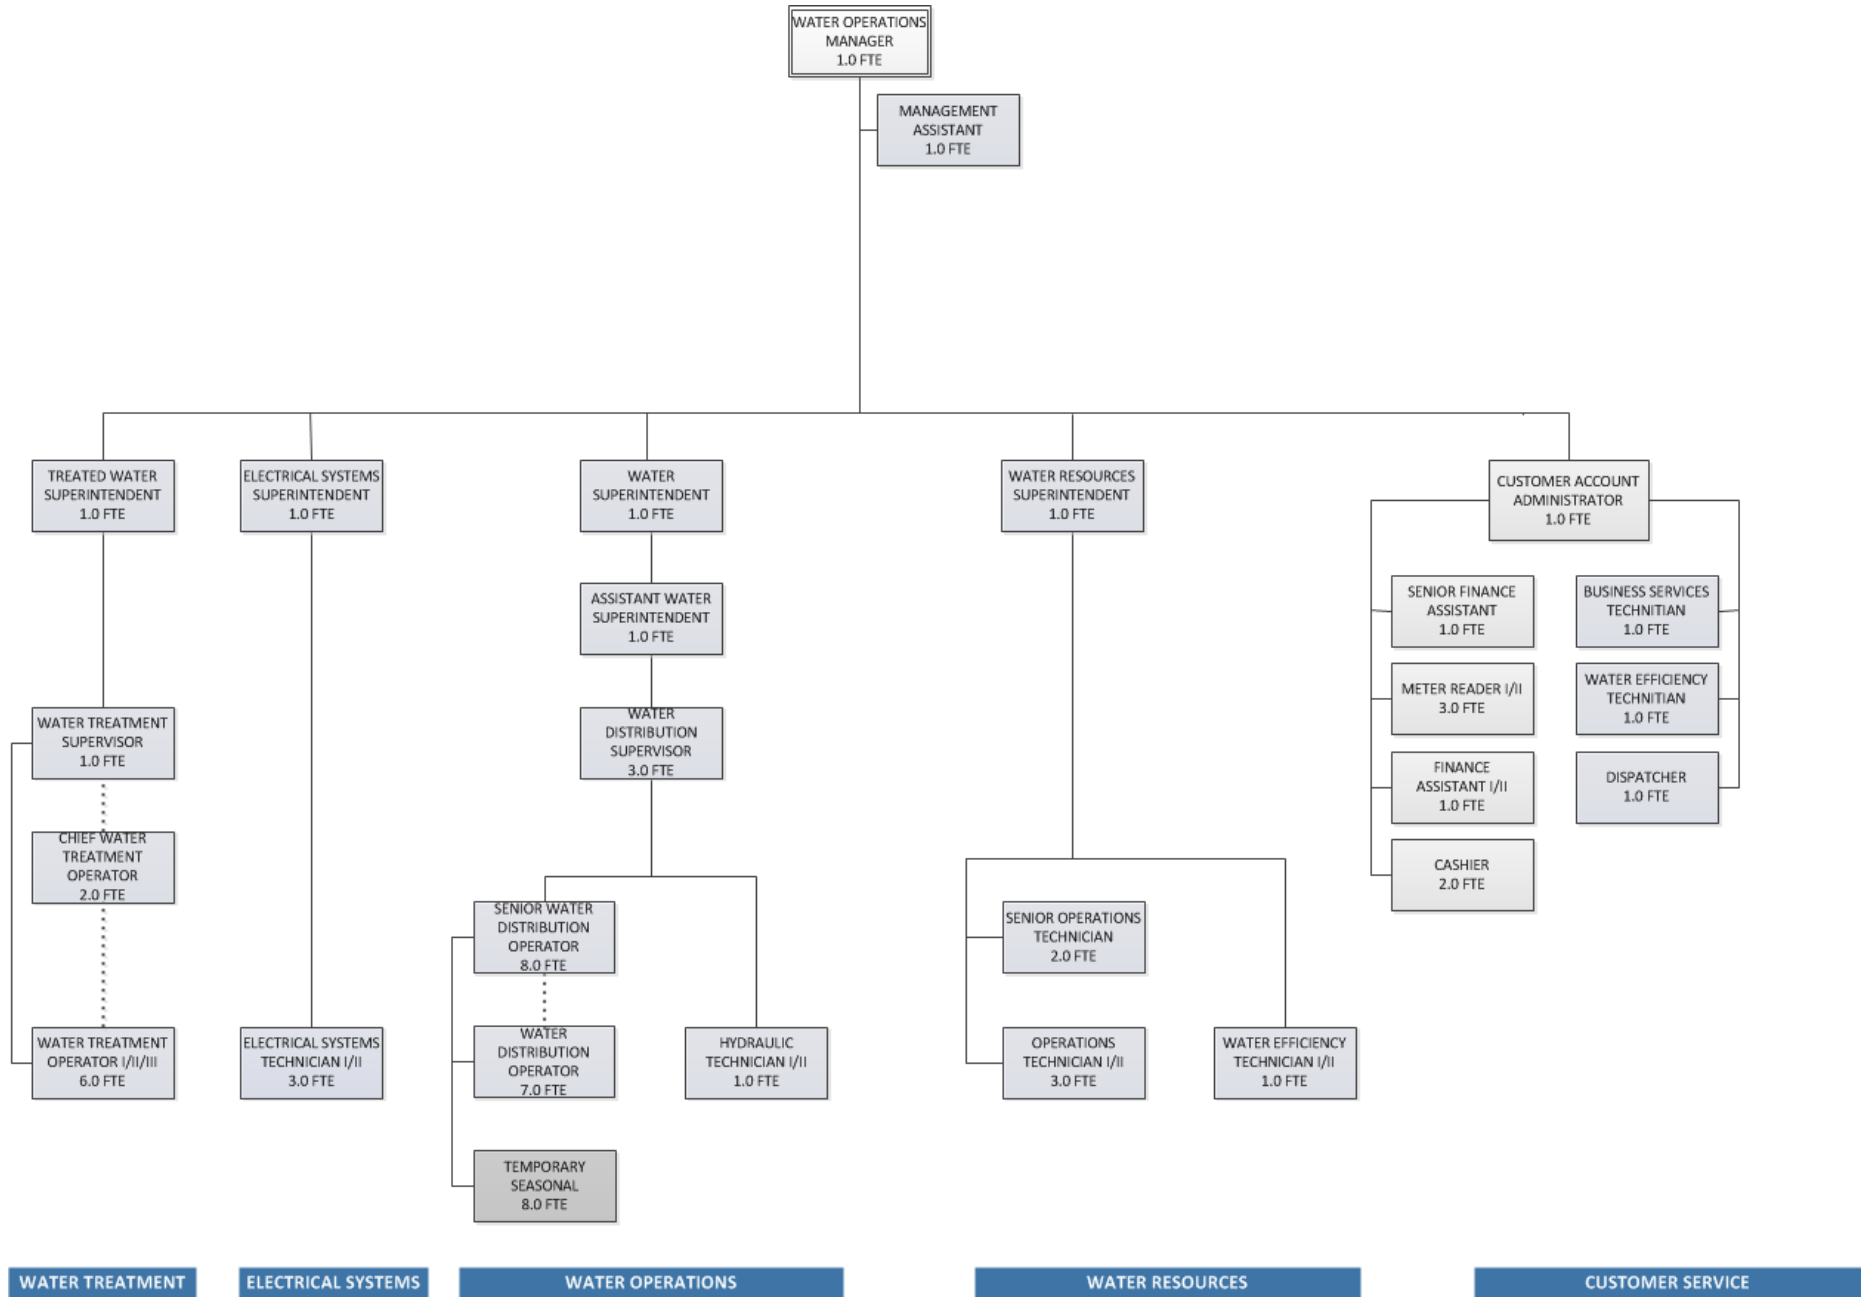 WATER OPERATIONS
MANAGER
1.0 FTE
MANAGEMENT
ASSISTANT
1.0 FTE
TREATED WATER
SUPERINTENDENT
1.0 FTE
ELECTRICAL SYSTEMS
SUPERINTENDENT
1.0 FTE
WATER
SUPERINTENDENT
1.0 FTE
WATER RESOURCES
SUPERINTENDENT
1.0 FTE
CUSTOMER ACCOUNT
ADMINISTRATOR
1.0 FTE
ASSISTANT WATER
SUPERINTENDENT
1.0 FTE
SENIOR FINANCE
ASSISTANT
1.0 FTE
BUSINESS SERVICES
TECHNITIAN
1.0 FTE
METER READER I/II
3.0 FTE
WATER EFFICIENCY
TECHNITIAN
1.0 FTE
WATER TREATMENT
SUPERVISOR
1.0 FTE
WATER
DISTRIBUTION
SUPERVISOR
3.0 FTE
FINANCE
ASSISTANT I/II
1.0 FTE
DISPATCHER
1.0 FTE
CHIEF WATER
TREATMENT
OPERATOR
2.0 FTE
CASHIER
2.0 FTE
SENIOR WATER
DISTRIBUTION
OPERATOR
8.0 FTE
SENIOR OPERATIONS
TECHNICIAN
2.0 FTE
WATER TREATMENT
OPERATOR I/II/III
6.0 FTE
ELECTRICAL SYSTEMS
TECHNICIAN I/II
3.0 FTE
WATER
DISTRIBUTION
OPERATOR
7.0 FTE
HYDRAULIC
TECHNICIAN I/II
1.0 FTE
OPERATIONS
TECHNICIAN I/II
3.0 FTE
WATER EFFICIENCY
TECHNICIAN I/II
1.0 FTE
TEMPORARY
SEASONAL
8.0 FTE
WATER TREATMENT
ELECTRICAL SYSTEMS
WATER OPERATIONS
WATER RESOURCES
CUSTOMER SERVICE